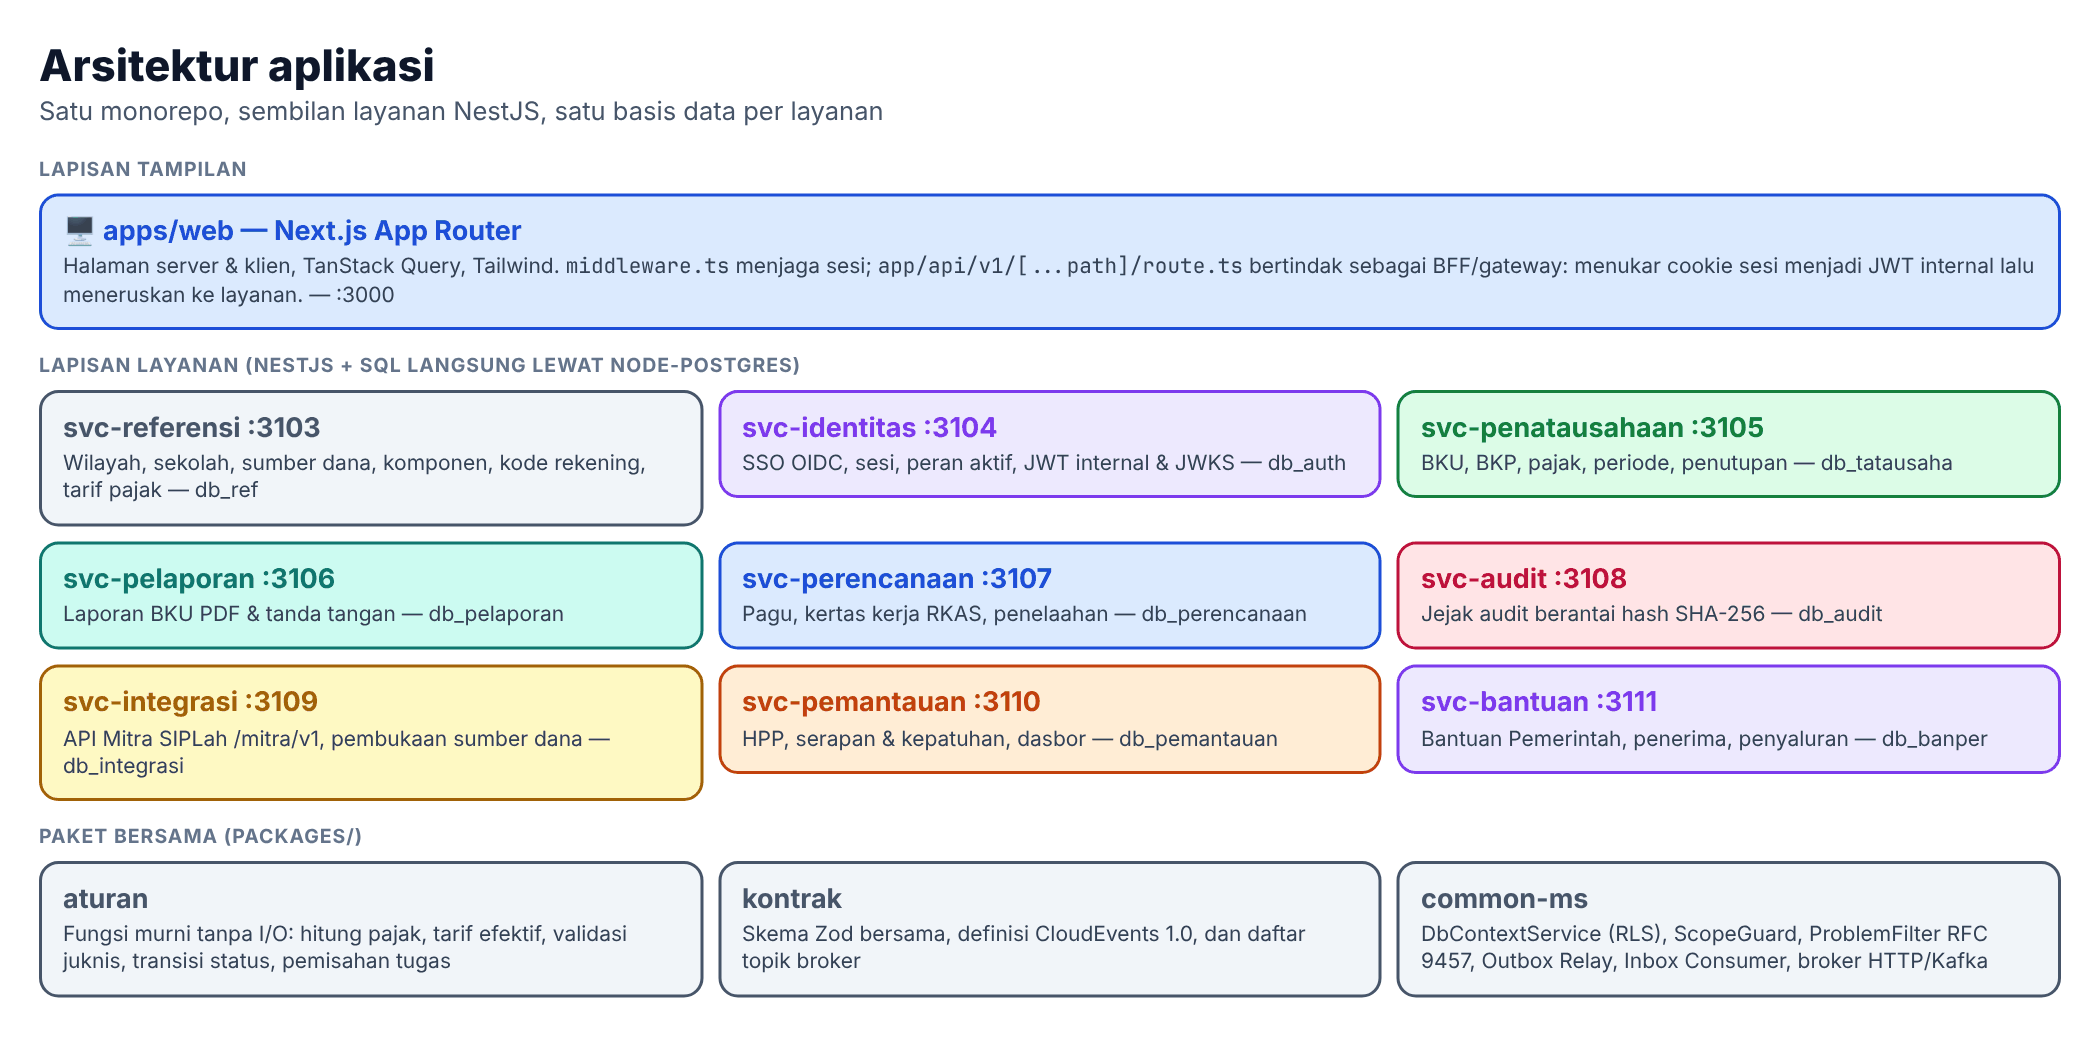 Arsitektur aplikasi
Satu monorepo, sembilan layanan NestJS, satu basis data per layanan
LAPISAN TAMPILAN
🖥️ apps/web — Next.js App Router
Halaman server & klien, TanStack Query, Tailwind. middleware.ts menjaga sesi; app/api/v1/[...path]/route.ts bertindak sebagai BFF/gateway: menukar cookie sesi menjadi JWT internal lalu
meneruskan ke layanan. — :3000
LAPISAN LAYANAN (NESTJS + SQL LANGSUNG LEWAT NODE-POSTGRES)
svc-referensi :3103
Wilayah, sekolah, sumber dana, komponen, kode rekening,
tarif pajak — db_ref
svc-identitas :3104
SSO OIDC, sesi, peran aktif, JWT internal & JWKS — db_auth
svc-penatausahaan :3105
BKU, BKP, pajak, periode, penutupan — db_tatausaha
svc-pelaporan :3106
Laporan BKU PDF & tanda tangan — db_pelaporan
svc-perencanaan :3107
Pagu, kertas kerja RKAS, penelaahan — db_perencanaan
svc-audit :3108
Jejak audit berantai hash SHA-256 — db_audit
svc-integrasi :3109
API Mitra SIPLah /mitra/v1, pembukaan sumber dana —
db_integrasi
svc-pemantauan :3110
HPP, serapan & kepatuhan, dasbor — db_pemantauan
svc-bantuan :3111
Bantuan Pemerintah, penerima, penyaluran — db_banper
PAKET BERSAMA (PACKAGES/)
aturan
Fungsi murni tanpa I/O: hitung pajak, tarif efektif, validasi
juknis, transisi status, pemisahan tugas
kontrak
Skema Zod bersama, definisi CloudEvents 1.0, dan daftar
topik broker
common-ms
DbContextService (RLS), ScopeGuard, ProblemFilter RFC
9457, Outbox Relay, Inbox Consumer, broker HTTP/Kafka